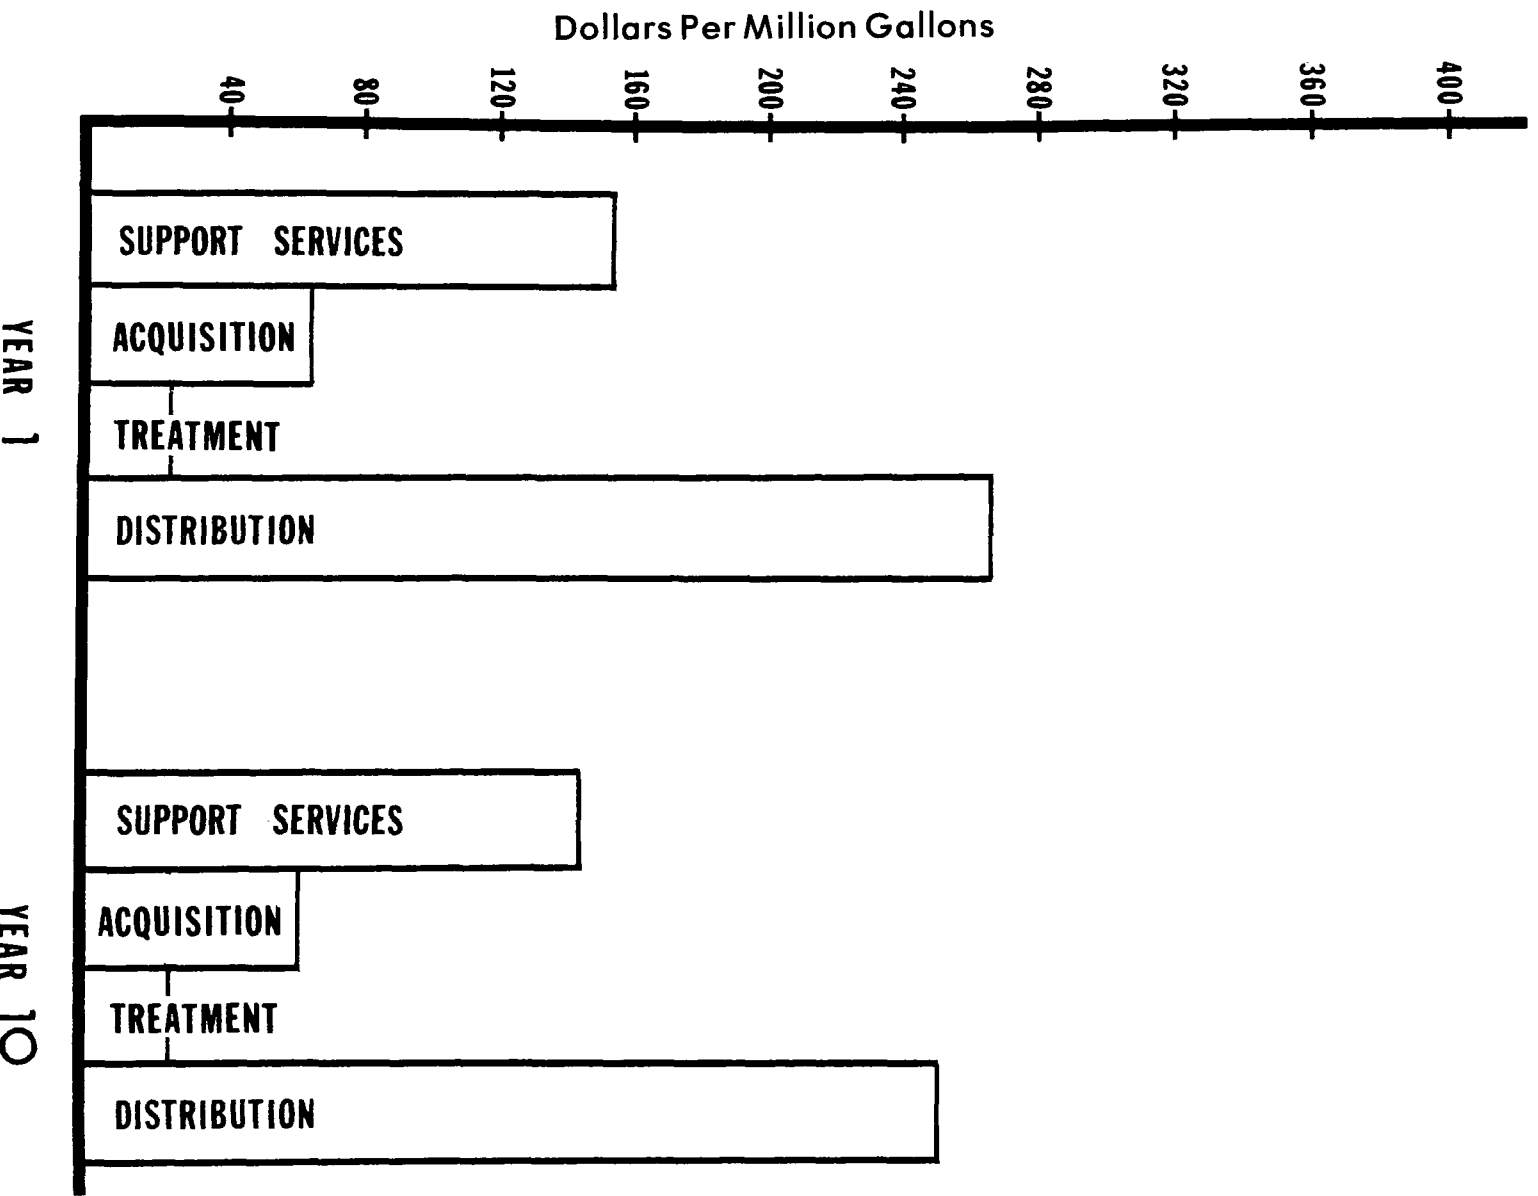 Dollars Per Million Gallons
40 80 120 160 200 240 280 320 360 400
YEAR 1
SUPPORT SERVICES
ACQUISITION
TREATMENT
DISTRIBUTION
YEAR 10
SUPPORT SERVICES
ACQUISITION
TREATMENT
DISTRIBUTION